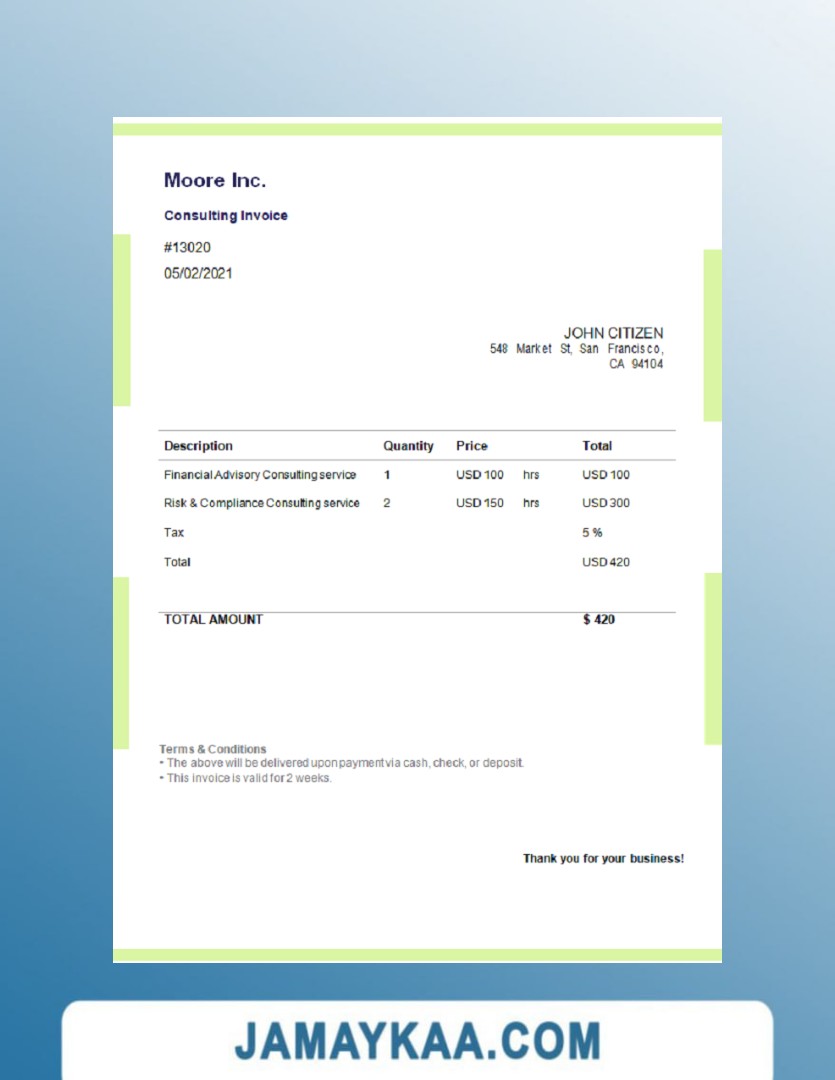 Moore Inc.
Consulting Invoice
#13020
05/02/2021
JOHN CITIZEN
548 Market St, San Francisco,
CA 94104
Description Quantity Price Total
Financial Advisory Consulting service 1 USD 100 hrs USD 100
Risk & Compliance Consulting service 2 USD 150 hrs USD 300
Tax 5 %
Total USD 420
TOTAL AMOUNT $ 420
Terms & Conditions
• The above will be delivered upon payment via cash, check, or deposit.
• This invoice is valid for 2 weeks.
Thank you for your business!
JAMAYKAA.COM